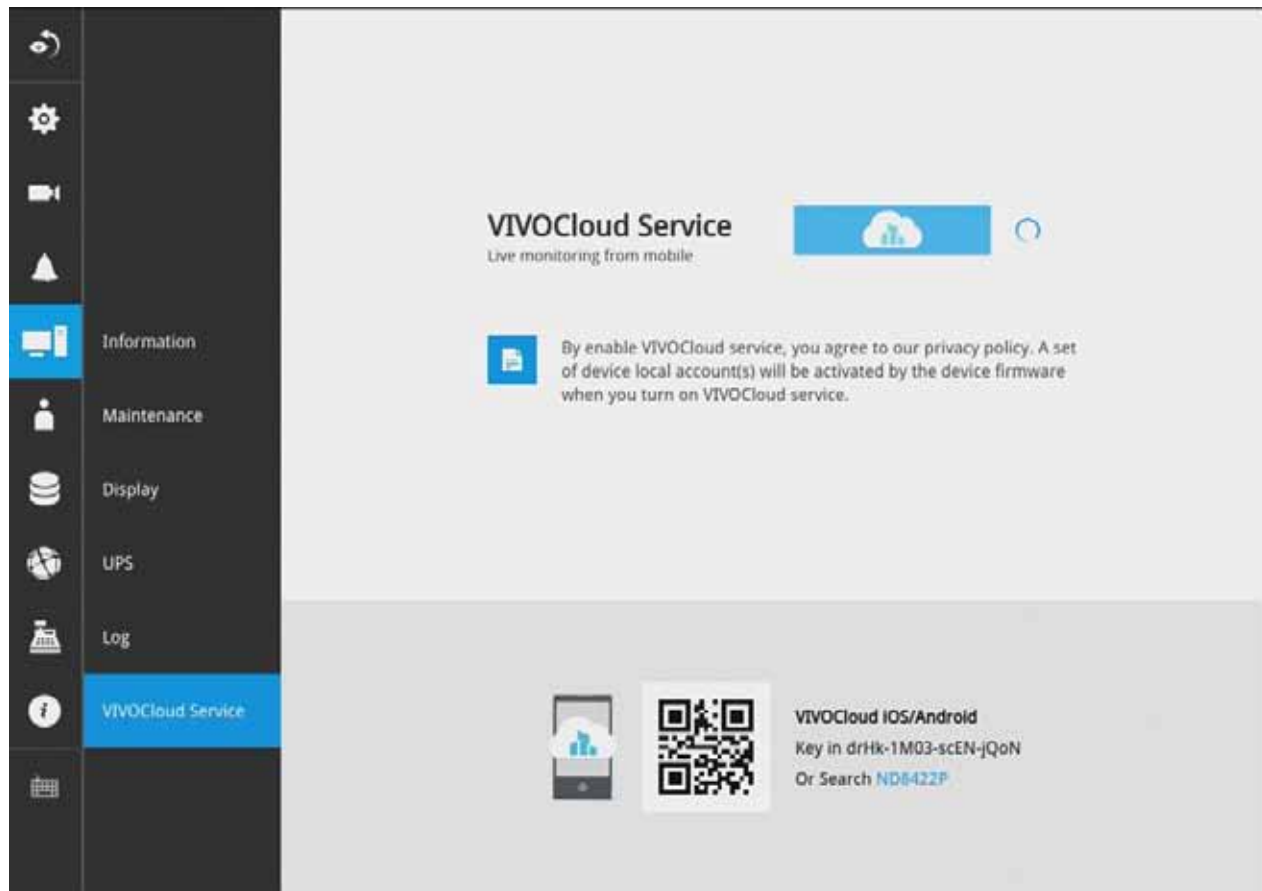 VIVOCloud Service
Live monitoring from mobile
By enable VIVOCloud service, you agree to our privacy policy. A set
of device local account(s) will be activated by the device firmware
when you turn on VIVOCloud service.
Information
Maintenance
Display
UPS
Log
VIVOCloud Service
VIVOCloud iOS/Android
Key in drHk-1M03-scEN-jQoN
Or Search ND8422P